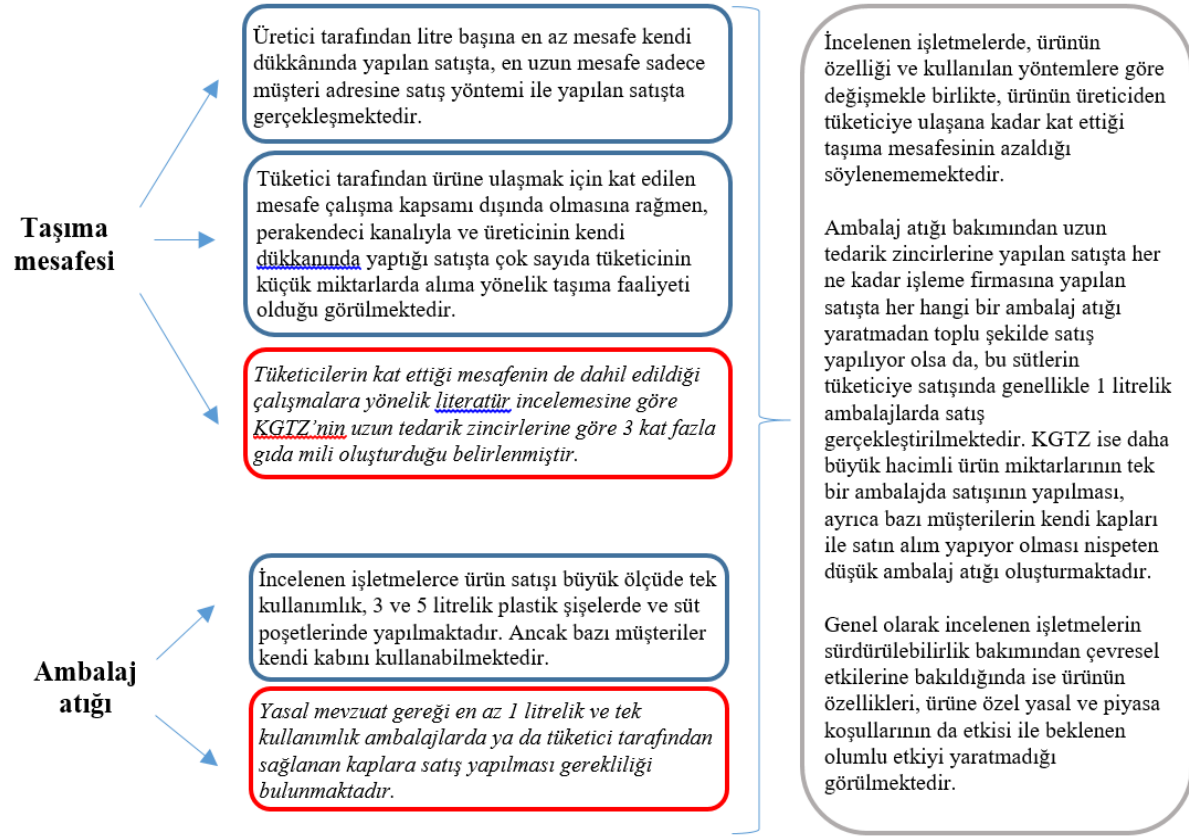 Taşıma
mesafesi
Üretici tarafından litre başına en az mesafe kendi
dükkânında yapılan satışta, en uzun mesafe sadece
müşteri adresine satış yöntemi ile yapılan satışta
gerçekleşmektedir.
Tüketici tarafından ürüne ulaşmak için kat edilen
mesafe çalışma kapsamı dışında olmasına rağmen,
perakendeci kanalıyla ve üreticinin kendi
dükkanında yaptığı satışta çok sayıda tüketicinin
küçük miktarlarda alıma yönelik taşıma faaliyeti
olduğu görülmektedir.
Tüketicilerin kat ettiği mesafenin de dahil edildiği
çalışmalara yönelik literatür incelemesine göre
KGTZ’nin uzun tedarik zincirlerine göre 3 kat fazla
gıda mili oluşturduğu belirlenmiştir.
Ambalaj
atığı
İncelenen işletmelerce ürün satışı büyük ölçüde tek
kullanımlık, 3 ve 5 litrelik plastik şişelerde ve süt
poşetlerinde yapılmaktadır. Ancak bazı müşteriler
kendi kabını kullanabilmektedir.
Yasal mevzuat gereği en az 1 litrelik ve tek
kullanımlık ambalajlarda ya da tüketici tarafından
sağlanan kaplara satış yapılması gerekliliği
bulunmaktadır.
İncelenen işletmelerde, ürünün
özelliği ve kullanılan yöntemlere göre
değişmekle birlikte, ürünün üreticiden
tüketiciye ulaşana kadar kat ettiği
taşıma mesafesinin azaldığı
söylenememektedir.
Ambalaj atığı bakımından uzun
tedarik zincirlerine yapılan satışta her
ne kadar işleme firmasına yapılan
satışta her hangi bir ambalaj atığı
yaratmadan toplu şekilde satış
yapılıyor olsa da, bu sütlerin
tüketiciye satışında genellikle 1 litrelik
ambalajlarda satış
gerçekleştirilmektedir. KGTZ ise daha
büyük hacimli ürün miktarlarının tek
bir ambalajda satışının yapılması,
ayrıca bazı müşterilerin kendi kapları
ile satın alım yapıyor olması nispeten
düşük ambalaj atığı oluşturmaktadır.
Genel olarak incelenen işletmelerin
sürdürülebilirlik bakımından çevresel
etkilerine bakıldığında ise ürünün
özellikleri, ürüne özel yasal ve piyasa
koşullarının da etkisi ile beklenen
olumlu etkiyi yaratmadığı
görülmektedir.